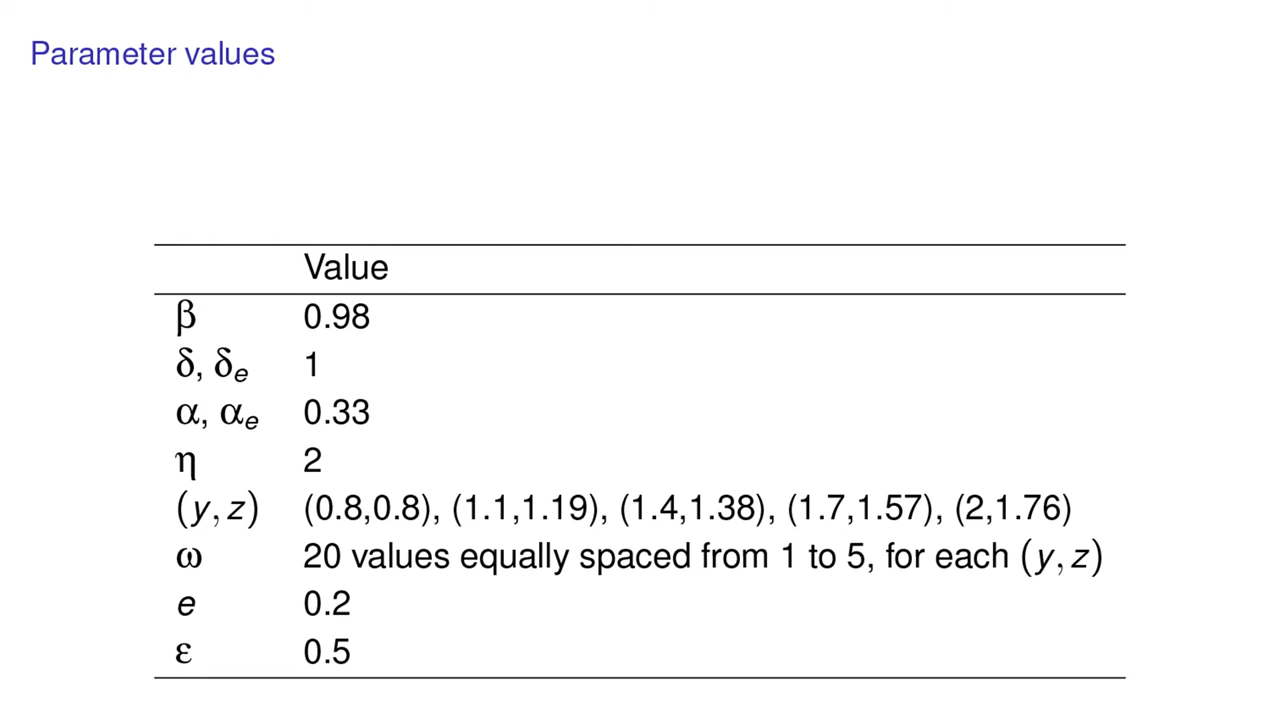 Parameter values
Value
β 0.98
δ, δe 1
α, αe 0.33
η 2
(y, z) (0.8,0.8), (1.1,1.19), (1.4,1.38), (1.7,1.57), (2,1.76)
ω 20 values equally spaced from 1 to 5, for each (y, z)
e 0.2
ε 0.5